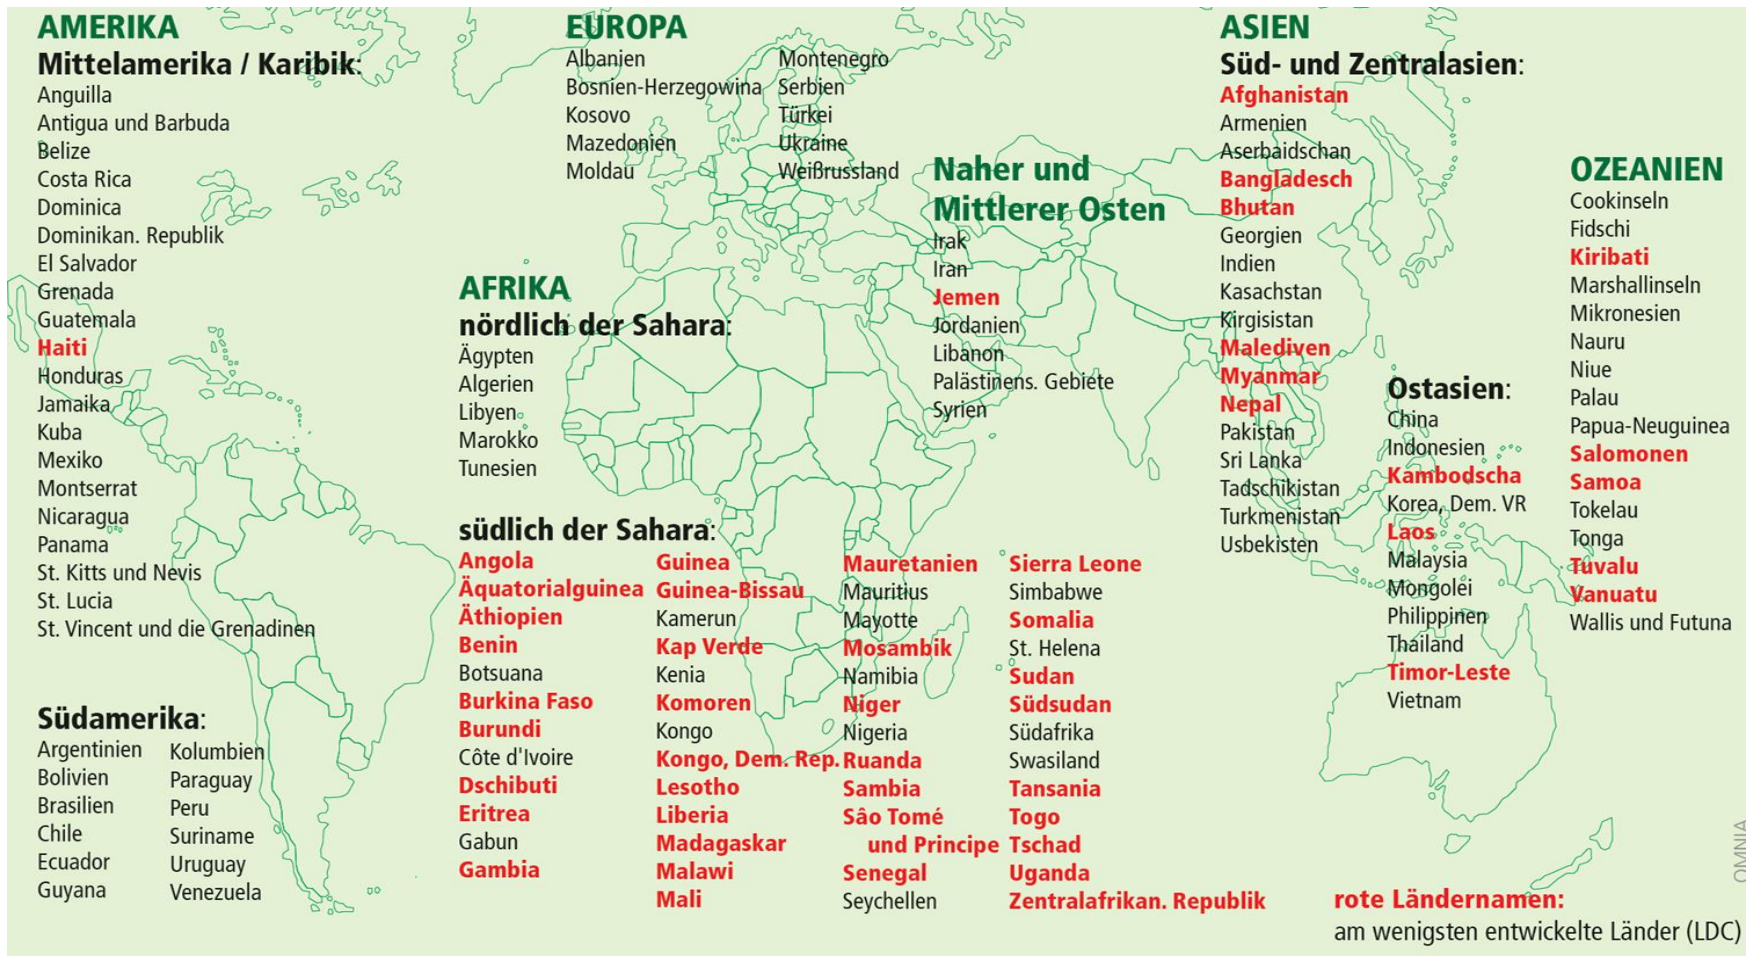 AMERIKA
Mittelamerika / Karibik:
Anguilla
Antigua und Barbuda
Belize
Costa Rica
Dominica
Dominikan. Republik
El Salvador
Grenada
Guatemala
Haiti
Honduras
Jamaika
Kuba
Mexiko
Montserrat
Nicaragua
Panama
St. Kitts und Nevis
St. Lucia
St. Vincent und die Grenadinen
Südamerika:
Argentinien
Bolivien
Brasilien
Chile
Ecuador
Guyana
Kolumbien
Paraguay
Peru
Suriname
Uruguay
Venezuela
EUROPA
Albanien
Bosnien-Herzegowina
Kosovo
Mazedonien
Moldau
Montenegro
Serbien
Türkei
Ukraine
Weißrussland
AFRIKA
nördlich der Sahara:
Ägypten
Algerien
Libyen
Marokko
Tunesien
südlich der Sahara:
Angola
Äquatorialguinea
Äthiopien
Benin
Botsuana
Burkina Faso
Burundi
Côte d'Ivoire
Dschibuti
Eritrea
Gabun
Gambia
Guinea
Guinea-Bissau
Kamerun
Kap Verde
Kenia
Komoren
Kongo
Kongo, Dem. Rep.
Lesotho
Liberia
Madagaskar
Malawi
Mali
Mauretanien
Mauritius
Mayotte
Mosambik
Namibia
Niger
Nigeria
Ruanda
Sambia
Sâo Tomé
und Principe
Senegal
Seychellen
Sierra Leone
Simbabwe
Somalia
St. Helena
Sudan
Südsudan
Südafrika
Swasiland
Tansania
Togo
Tschad
Uganda
Zentralafrikan. Republik
Naher und
Mittlerer Osten
Irak
Iran
Jemen
Jordanien
Libanon
Palästinens. Gebiete
Syrien
ASIEN
Süd- und Zentralasien:
Afghanistan
Armenien
Aserbaidschan
Bangladesch
Bhutan
Georgien
Indien
Kasachstan
Kirgisistan
Malediven
Myanmar
Nepal
Pakistan
Sri Lanka
Tadschikistan
Turkmenistan
Usbekisten
Ostasien:
China
Indonesien
Kambodscha
Korea, Dem. VR
Laos
Malaysia
Mongolei
Philippinen
Thailand
Timor-Leste
Vietnam
OZEANIEN
Cookinseln
Fidschi
Kiribati
Marshallinseln
Mikronesien
Nauru
Niue
Palau
Papua-Neuguinea
Salomonen
Samoa
Tokelau
Tonga
Tuvalu
Vanuatu
Wallis und Futuna
rote Ländernamen:
am wenigsten entwickelte Länder (LDC)
OMNIA